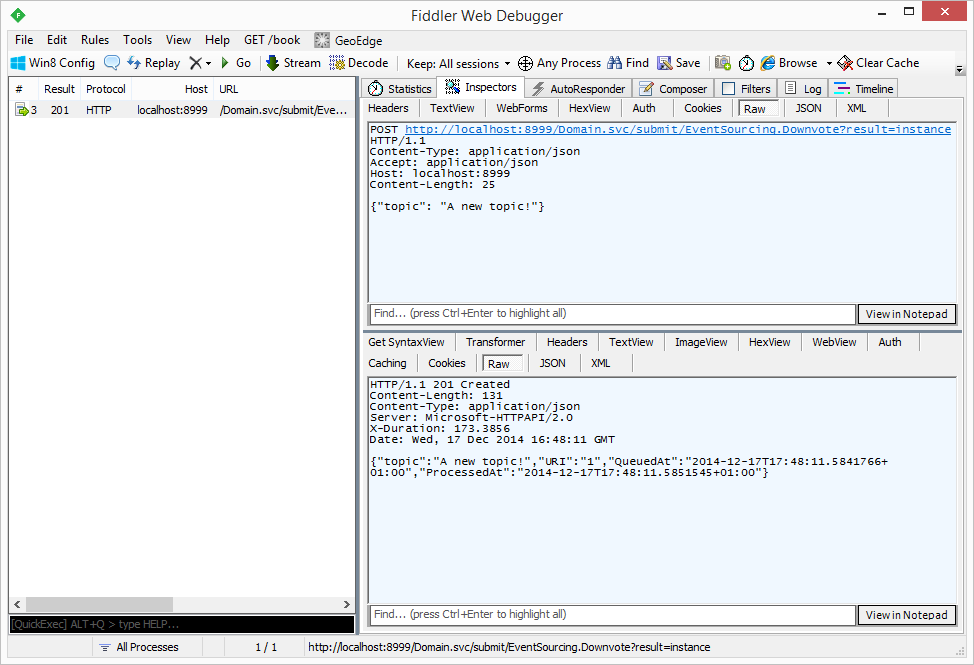 Fiddler Web Debugger
File Edit Rules Tools View Help GET /book GeoEdge
Win8 Config Replay Go Stream Decode Keep: All sessions Any Process Find Save Browse Clear Cache
# Result Protocol Host URL
3 201 HTTP localhost:8999 /Domain.svc/submit/Eve...
Statistics Inspectors AutoResponder Composer Filters Log Timeline
Headers TextView WebForms HexView Auth Cookies Raw JSON XML
POST http://localhost:8999/Domain.svc/submit/EventSourcing.Downvote?result=instance
HTTP/1.1
Content-Type: application/json
Accept: application/json
Host: localhost:8999
Content-Length: 25
{"topic": "A new topic!"}
Find... (press Ctrl+Enter to highlight all) View in Notepad
Get SyntaxView Transformer Headers TextView ImageView HexView WebView Auth
Caching Cookies Raw JSON XML
HTTP/1.1 201 Created
Content-Length: 131
Content-Type: application/json
Server: Microsoft-HTTPAPI/2.0
X-Duration: 173.3856
Date: Wed, 17 Dec 2014 16:48:11 GMT
{"topic":"A new topic!","URI":"1","QueuedAt":"2014-12-17T17:48:11.5841766+
01:00","ProcessedAt":"2014-12-17T17:48:11.5851545+01:00"}
Find... (press Ctrl+Enter to highlight all) View in Notepad
[QuickExec] ALT+Q > type HELP...
All Processes 1 / 1 http://localhost:8999/Domain.svc/submit/EventSourcing.Downvote?result=instance